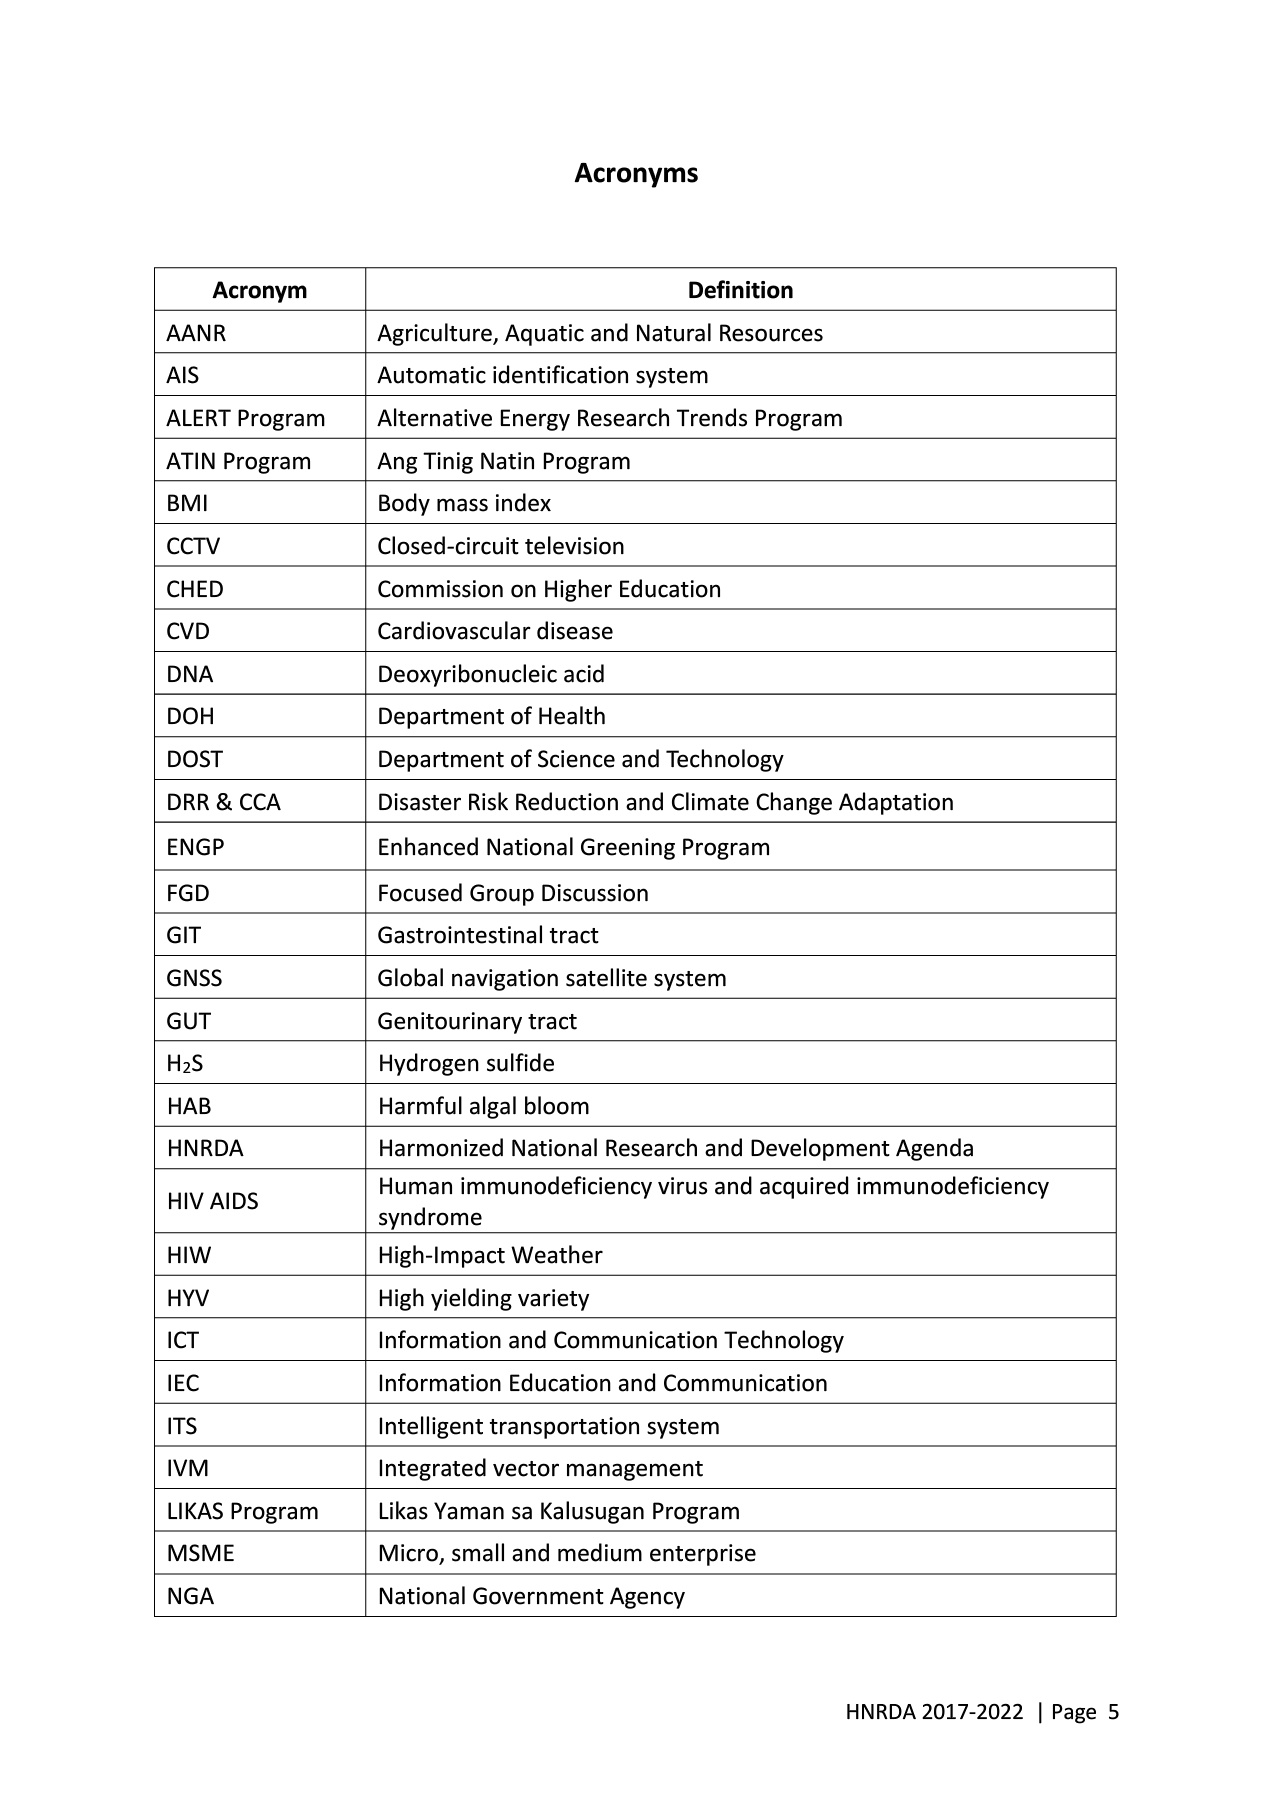 Acronyms
Acronym Definition
AANR Agriculture, Aquatic and Natural Resources
AIS Automatic identification system
ALERT Program Alternative Energy Research Trends Program
ATIN Program Ang Tinig Natin Program
BMI Body mass index
CCTV Closed-circuit television
CHED Commission on Higher Education
CVD Cardiovascular disease
DNA Deoxyribonucleic acid
DOH Department of Health
DOST Department of Science and Technology
DRR & CCA Disaster Risk Reduction and Climate Change Adaptation
ENGP Enhanced National Greening Program
FGD Focused Group Discussion
GIT Gastrointestinal tract
GNSS Global navigation satellite system
GUT Genitourinary tract
H₂S Hydrogen sulfide
HAB Harmful algal bloom
HNRDA Harmonized National Research and Development Agenda
HIV AIDS Human immunodeficiency virus and acquired immunodeficiency
syndrome
HIW High-Impact Weather
HYV High yielding variety
ICT Information and Communication Technology
IEC Information Education and Communication
ITS Intelligent transportation system
IVM Integrated vector management
LIKAS Program Likas Yaman sa Kalusugan Program
MSME Micro, small and medium enterprise
NGA National Government Agency
HNRDA 2017-2022 | Page 5